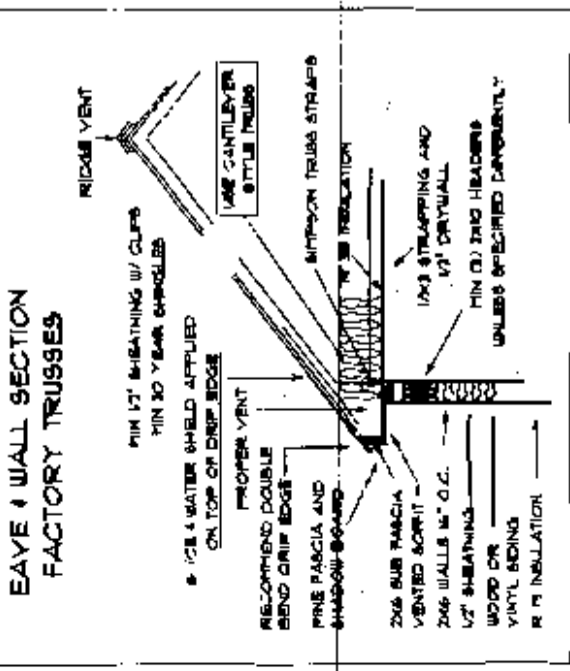 EAVE & WALL SECTION
FACTORY TRUSSES
RIDGE VENT
MIN 1/2" SHEATHING W/ CLIPS
MIN 30 YEAR SHINGLES
USE CANTILEVER
STYLE TRUSS
ICE & WATER SHIELD APPLIED
ON TOP OF DRIP EDGE
PROPER VENT
SIMPSON TRUSS STRAPS
INSULATION
RECOMMEND DOUBLE
BEND DRIP EDGE
PINE FASCIA AND
SHADOW BOARD
1X3 STRAPPING AND
1/2" DRYWALL
2X6 SUB FASCIA
VENTED SOFFIT
2X6 WALLS 16" O.C.
1/2" SHEATHING
WOOD OR
VINYL SIDING
INSULATION
MIN 2X10 HEADERS
UNLESS SPECIFIED DIFFERENTLY